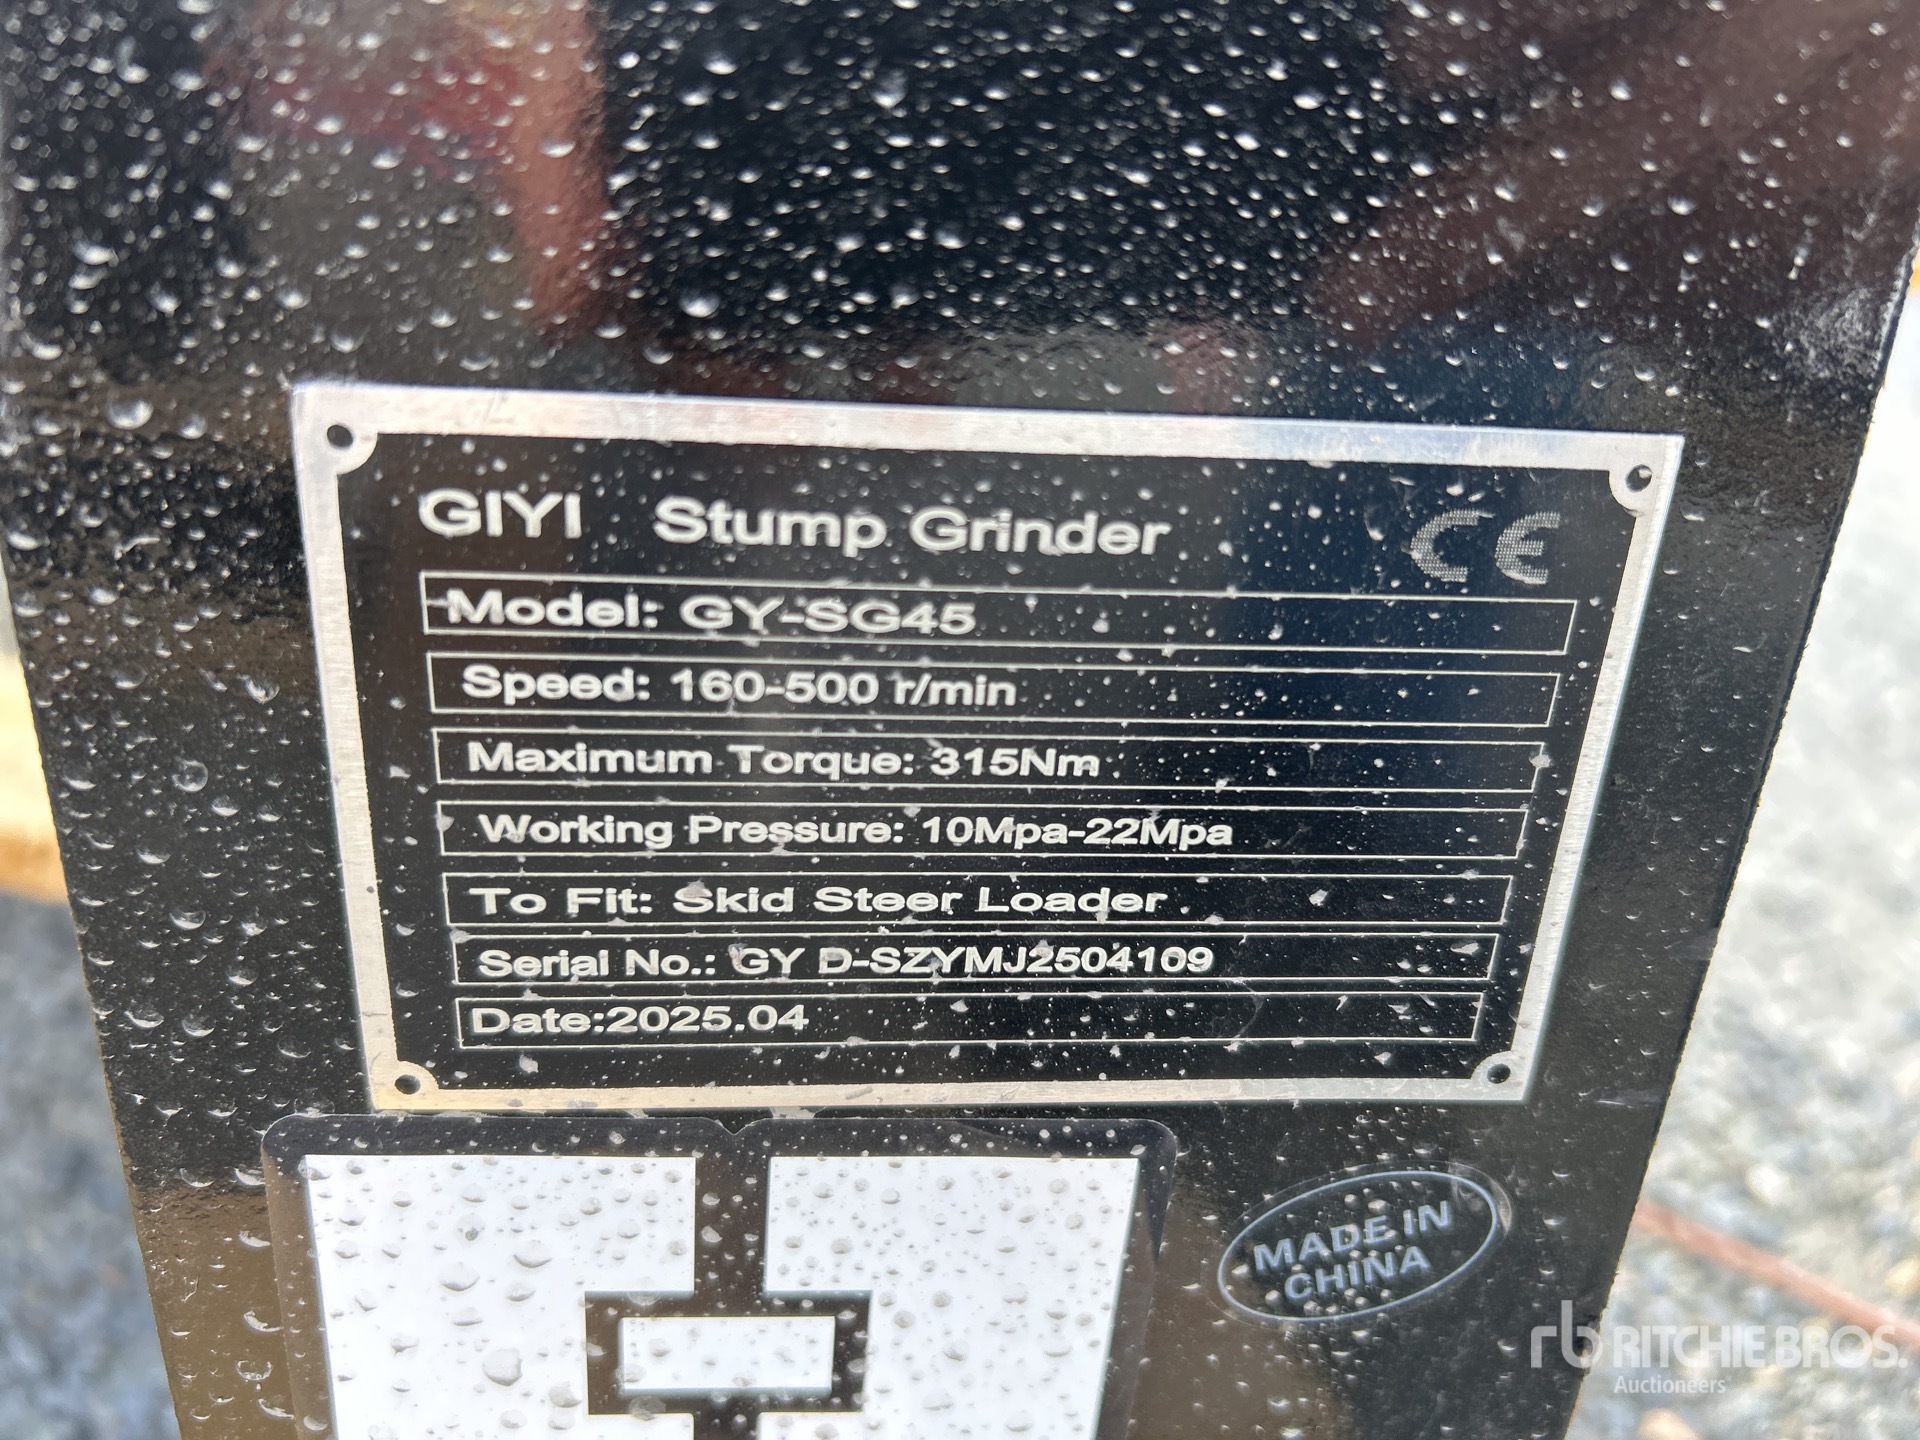 GIYI Stump Grinder CE
Model: GY-SG45
Speed: 160-500 r/min
Maximum Torque: 315Nm
Working Pressure: 10Mpa-22Mpa
To Fit: Skid Steer Loader
Serial No.: GY D-SZYMJ2504109
Date:2025.04
MADE IN
CHINA
rb RITCHIE BROS.
Auctioneers